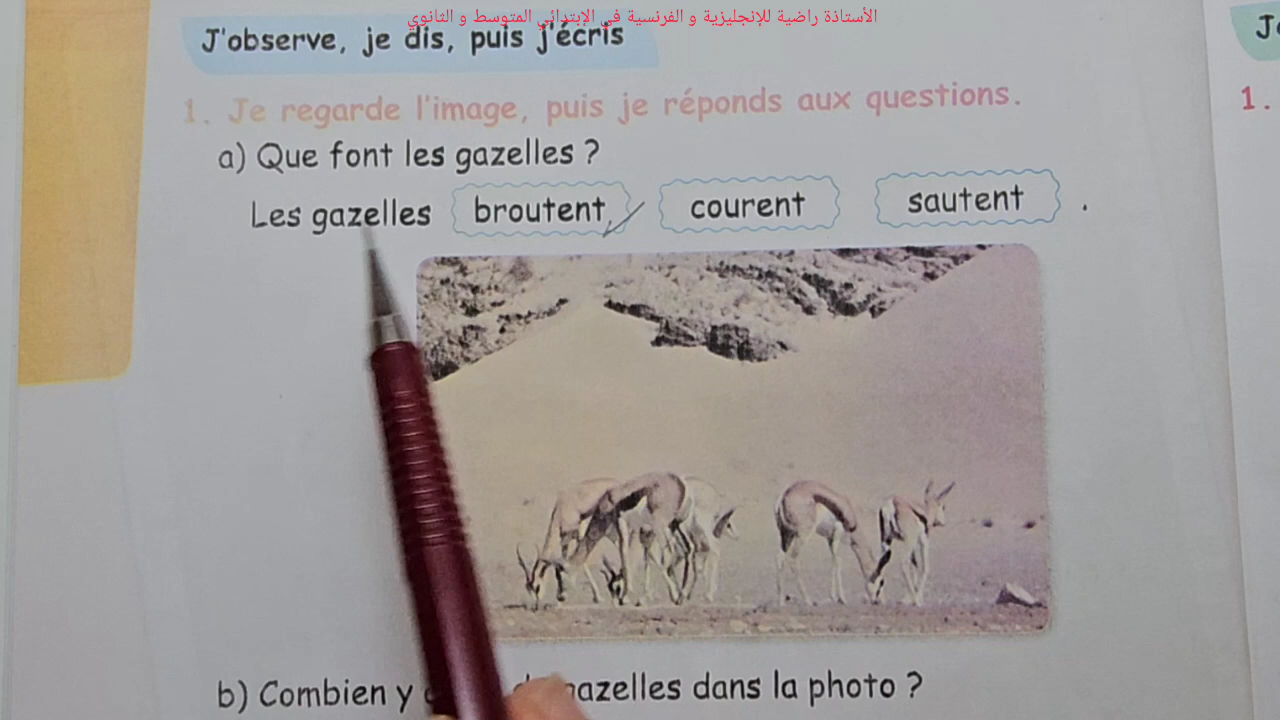 الأستاذة راضية للإنجليزية و الفرنسية في الإبتدائي المتوسط و الثانوي
J'observe, je dis, puis j'écris
1. Je regarde l'image, puis je réponds aux questions.
a) Que font les gazelles ?
Les gazelles broutent courent sautent .
b) Combien y gazelles dans la photo ?
1.